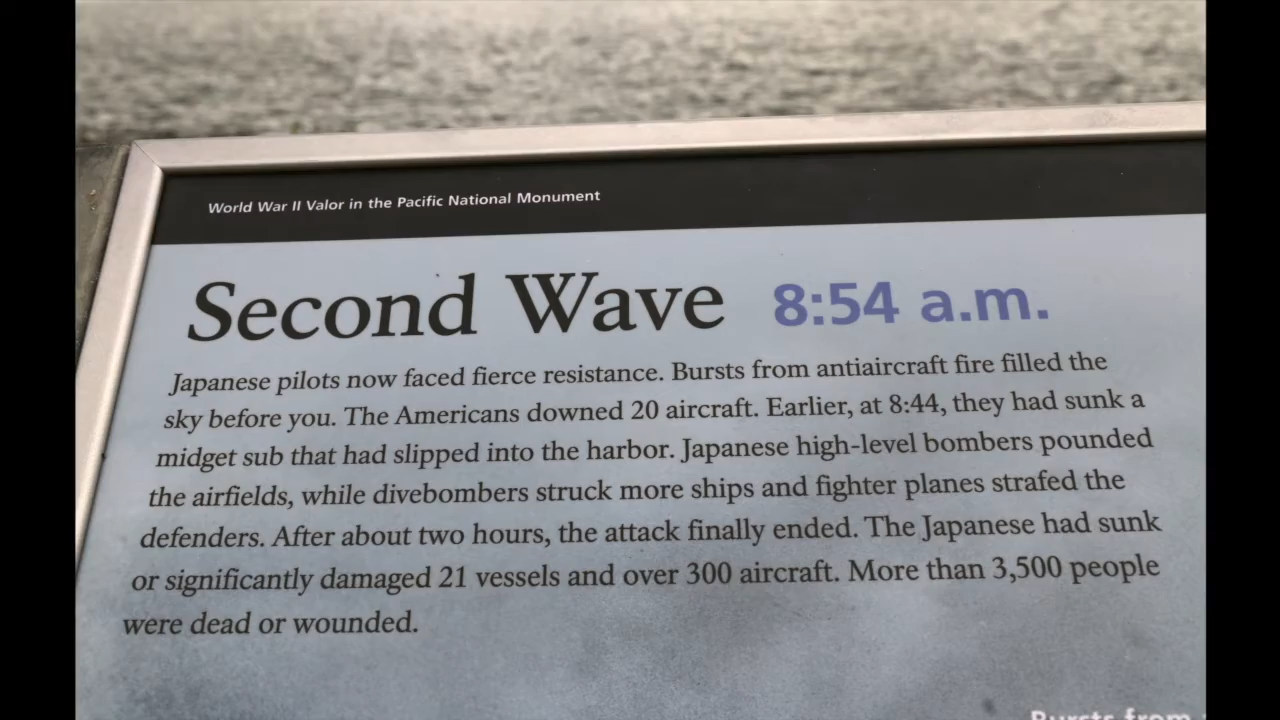 World War II Valor in the Pacific National Monument
Second Wave 8:54 a.m.
Japanese pilots now faced fierce resistance. Bursts from antiaircraft fire filled the
sky before you. The Americans downed 20 aircraft. Earlier, at 8:44, they had sunk a
midget sub that had slipped into the harbor. Japanese high-level bombers pounded
the airfields, while divebombers struck more ships and fighter planes strafed the
defenders. After about two hours, the attack finally ended. The Japanese had sunk
or significantly damaged 21 vessels and over 300 aircraft. More than 3,500 people
were dead or wounded.
Bursts from